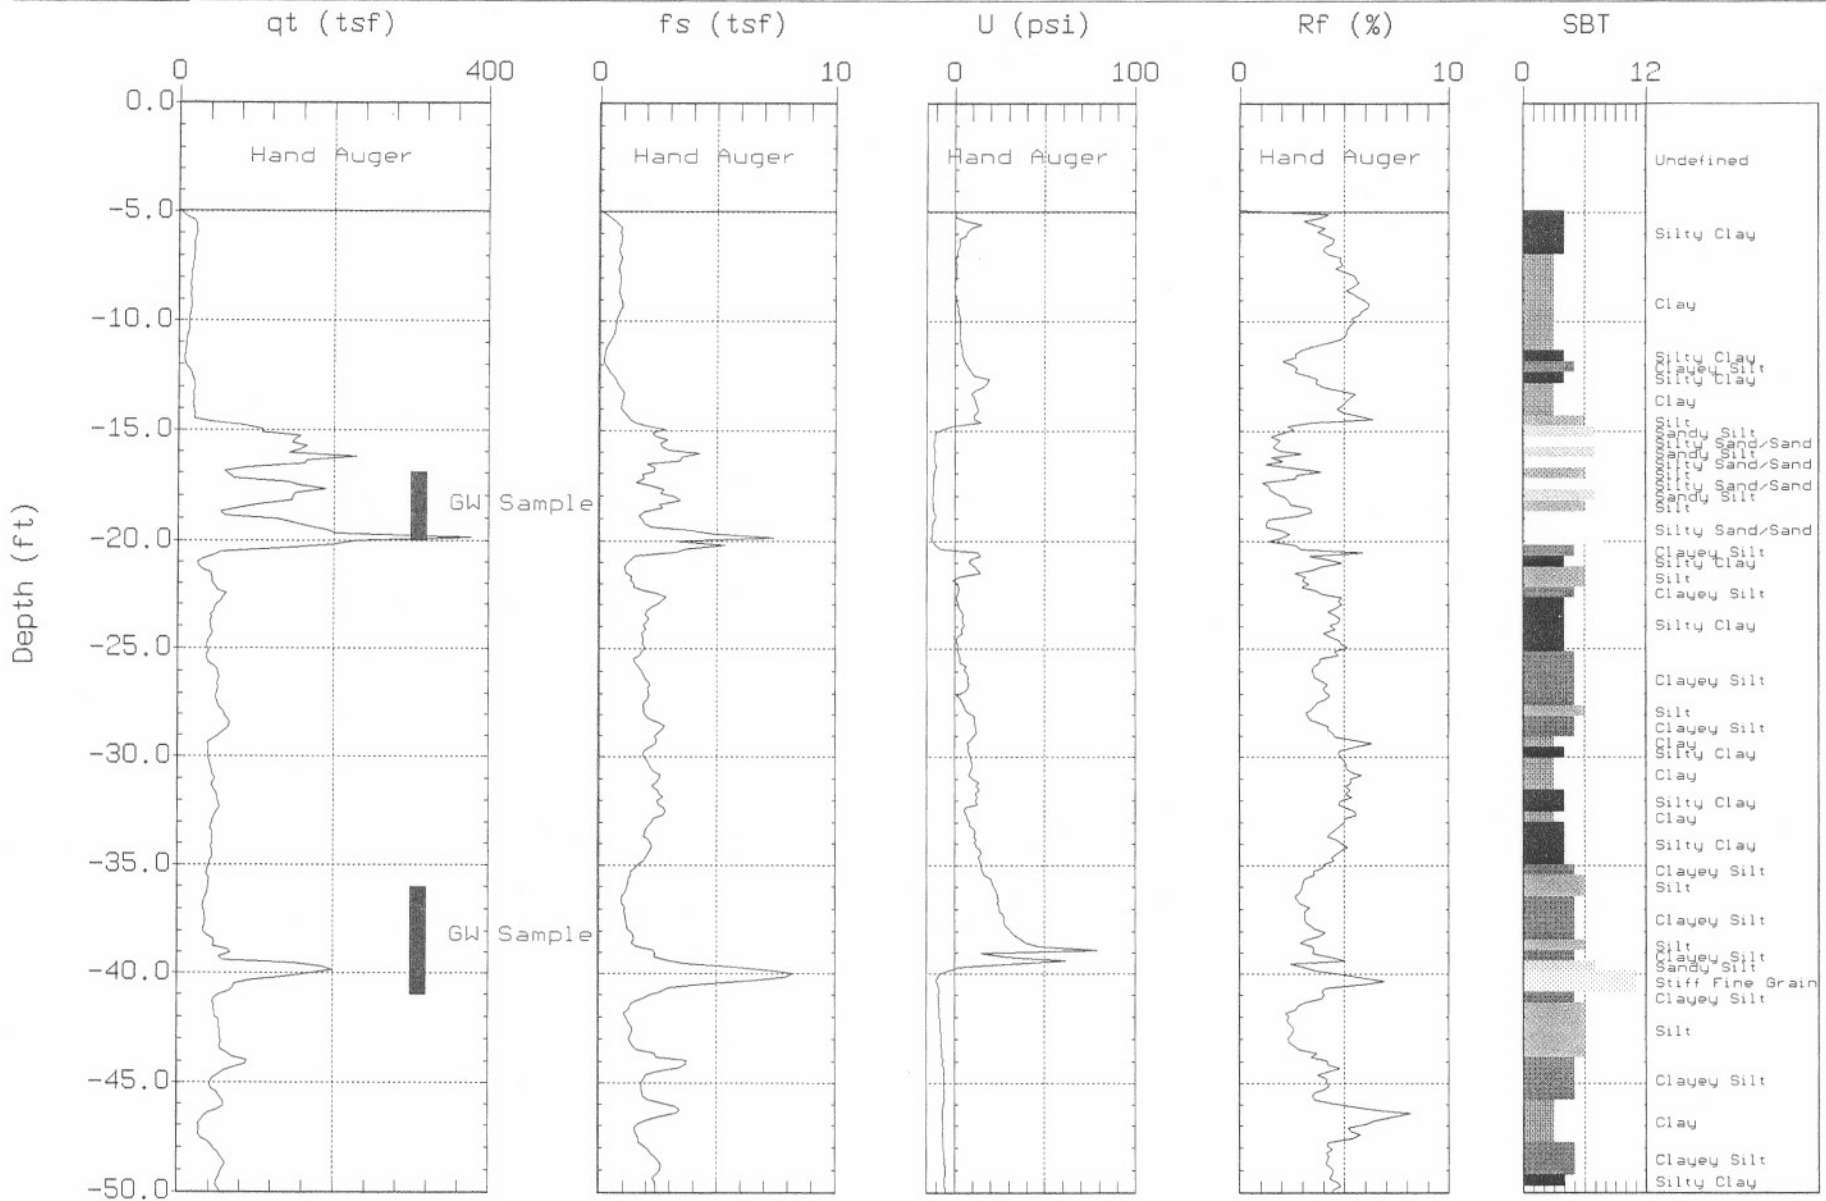 qt (tsf) fs (tsf) U (psi) Rf (%) SBT
0 400 0 10 0 100 0 10 0 12
0.0
Hand Auger Hand Auger Hand Auger Hand Auger Undefined
-5.0
Silty Clay
Clay
-10.0
Silty Clay
Clayey Silt
Silty Clay
Clay
Silt
-15.0
Sandy Silt
Silty Sand/Sand
Sandy Silt
Silty Sand/Sand
Silt
Silty Sand/Sand
Sandy Silt
GW Sample
Silt
Silty Sand/Sand
-20.0
Clayey Silt
Silty Clay
Silt
Clayey Silt
Silty Clay
-25.0
Depth (ft)
Clayey Silt
Silt
Clayey Silt
Clay
-30.0
Silty Clay
Clay
Silty Clay
Clay
Silty Clay
-35.0
Clayey Silt
Silt
Clayey Silt
GW Sample
Silt
Clayey Silt
Sandy Silt
-40.0
Stiff Fine Grain
Clayey Silt
Silt
-45.0
Clayey Silt
Clay
Clayey Silt
Silty Clay
-50.0